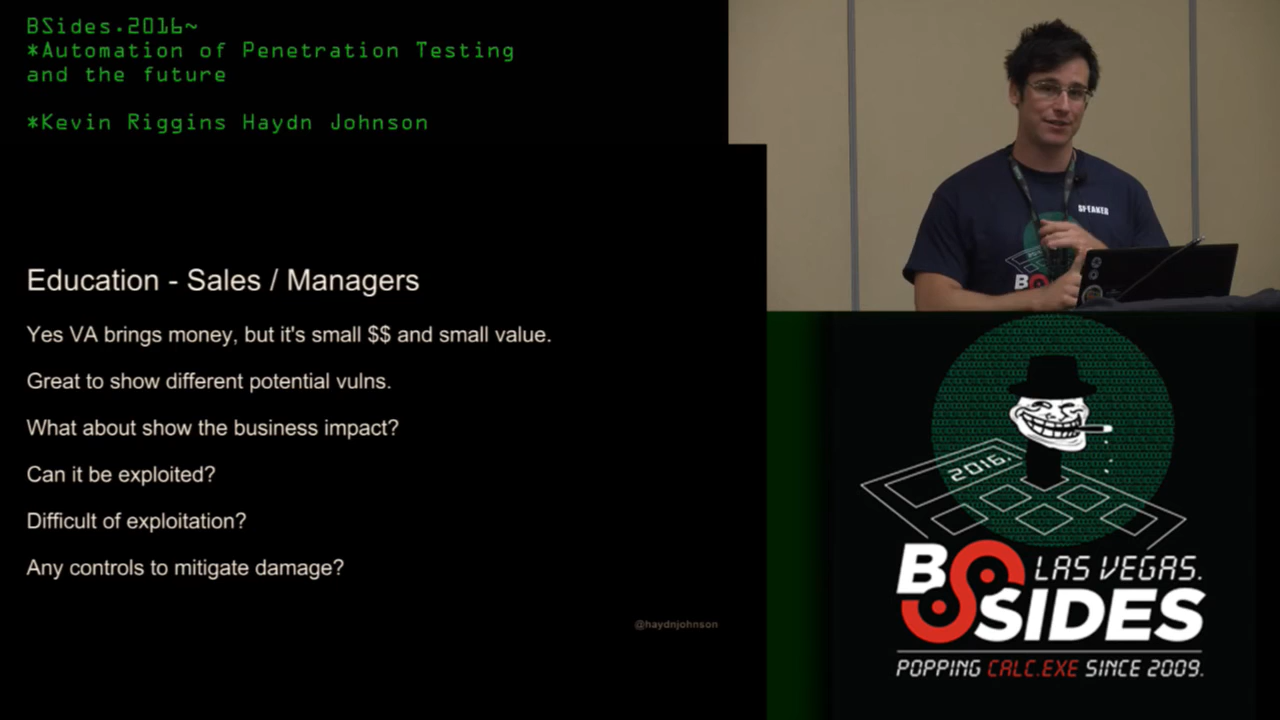 BSides.2016~
*Automation of Penetration Testing
and the future
*Kevin Riggins Haydn Johnson
Education - Sales / Managers
Yes VA brings money, but it's small $$ and small value.
Great to show different potential vulns.
What about show the business impact?
Can it be exploited?
Difficult of exploitation?
Any controls to mitigate damage?
@haydnjohnson
SPEAKER
2016.
BSIDES
LAS VEGAS.
POPPING CALC.EXE SINCE 2009.